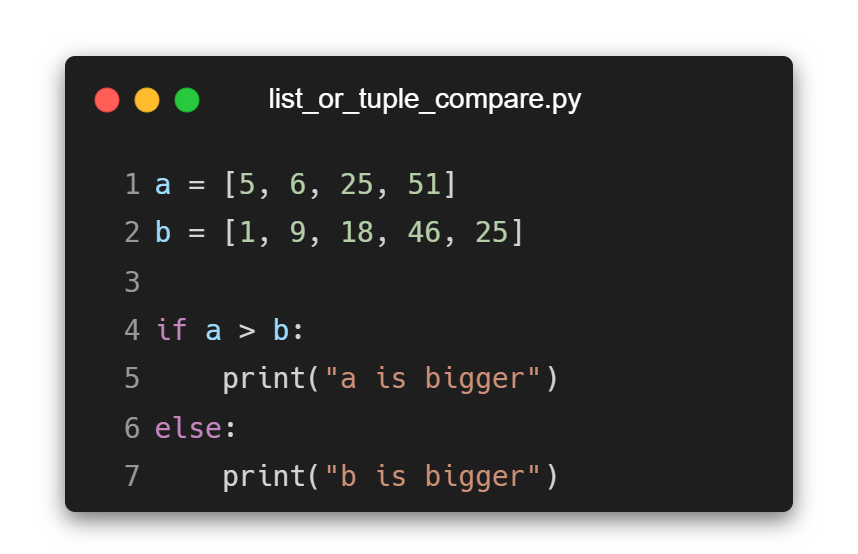 list_or_tuple_compare.py
1 a = [5, 6, 25, 51]
2 b = [1, 9, 18, 46, 25]
3
4 if a > b:
5     print("a is bigger")
6 else:
7     print("b is bigger")